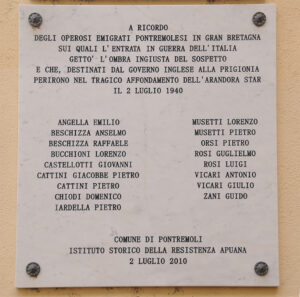 A RICORDO
DEGLI OPEROSI EMIGRATI PONTREMOLESI IN GRAN BRETAGNA
SUI QUALI L'ENTRATA IN GUERRA DELL'ITALIA
GETTO' L'OMBRA INGIUSTA DEL SOSPETTO
E CHE, DESTINATI DAL GOVERNO INGLESE ALLA PRIGIONIA
PERIRONO NEL TRAGICO AFFONDAMENTO DELL'ARANDORA STAR
IL 2 LUGLIO 1940
ANGELLA EMILIO
BESCHIZZA ANSELMO
BESCHIZZA RAFFAELE
BUCCHIONI LORENZO
CASTELLOTTI GIOVANNI
CATTINI GIACOBBE PIETRO
CATTINI PIETRO
CHIODI DOMENICO
IARDELLA PIETRO
MUSETTI LORENZO
MUSETTI PIETRO
ORSI PIETRO
ROSI GUGLIELMO
ROSI LUIGI
VICARI ANTONIO
VICARI GIULIO
ZANI GUIDO
COMUNE DI PONTREMOLI
ISTITUTO STORICO DELLA RESISTENZA APUANA
2 LUGLIO 2010